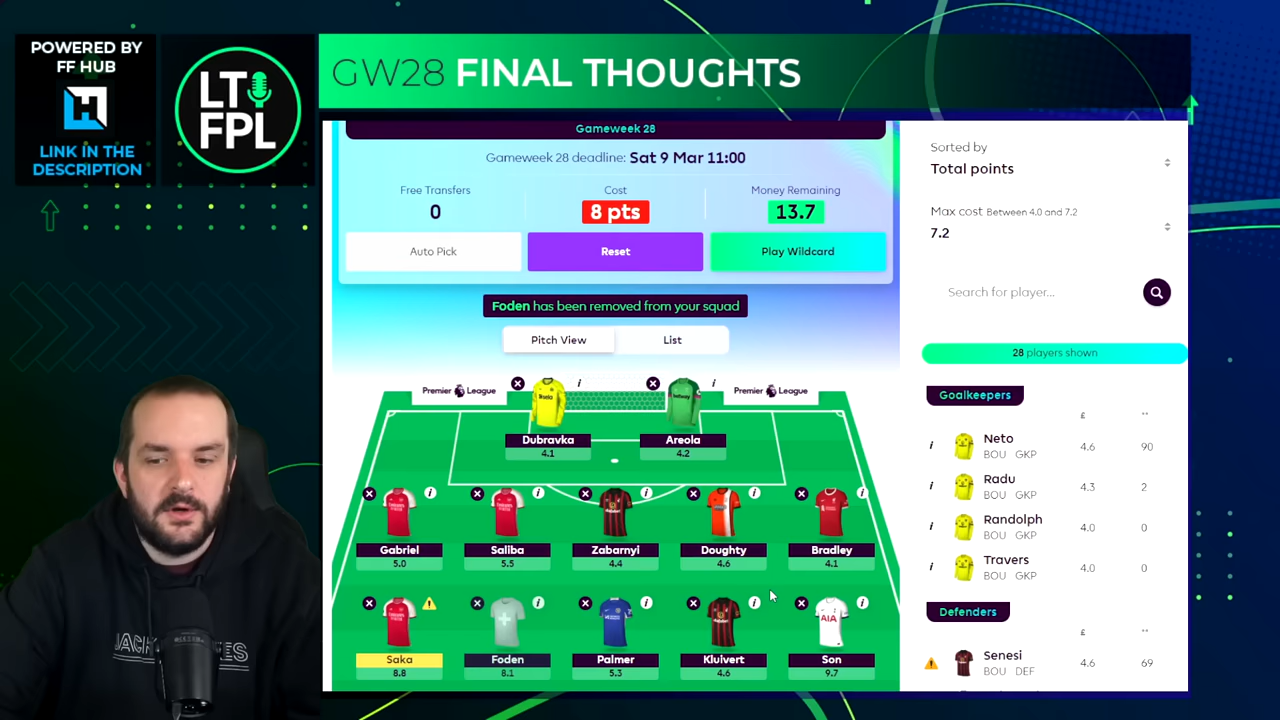 POWERED BY
FF HUB
LINK IN THE
DESCRIPTION
LT
FPL
GW28 FINAL THOUGHTS
Gameweek 28
Gameweek 28 deadline: Sat 9 Mar 11:00
Free Transfers
0
Cost
8 pts
Money Remaining
13.7
Auto Pick
Reset
Play Wildcard
Foden has been removed from your squad
Pitch View
List
Premier League
Premier League
Dubravka
4.1
Areola
4.2
Gabriel
5.0
Saliba
5.5
Zabarnyi
4.4
Doughty
4.6
Bradley
4.1
Saka
8.8
Foden
8.1
Palmer
5.3
Kluivert
4.6
AIA
Son
9.7
Sorted by
Total points
Max cost Between 4.0 and 7.2
7.2
Search for player...
28 players shown
Goalkeepers
£
Neto
BOU GKP
4.6
90
Radu
BOU GKP
4.3
2
Randolph
BOU GKP
4.0
0
Travers
BOU GKP
4.0
0
Defenders
£
Senesi
BOU DEF
4.6
69